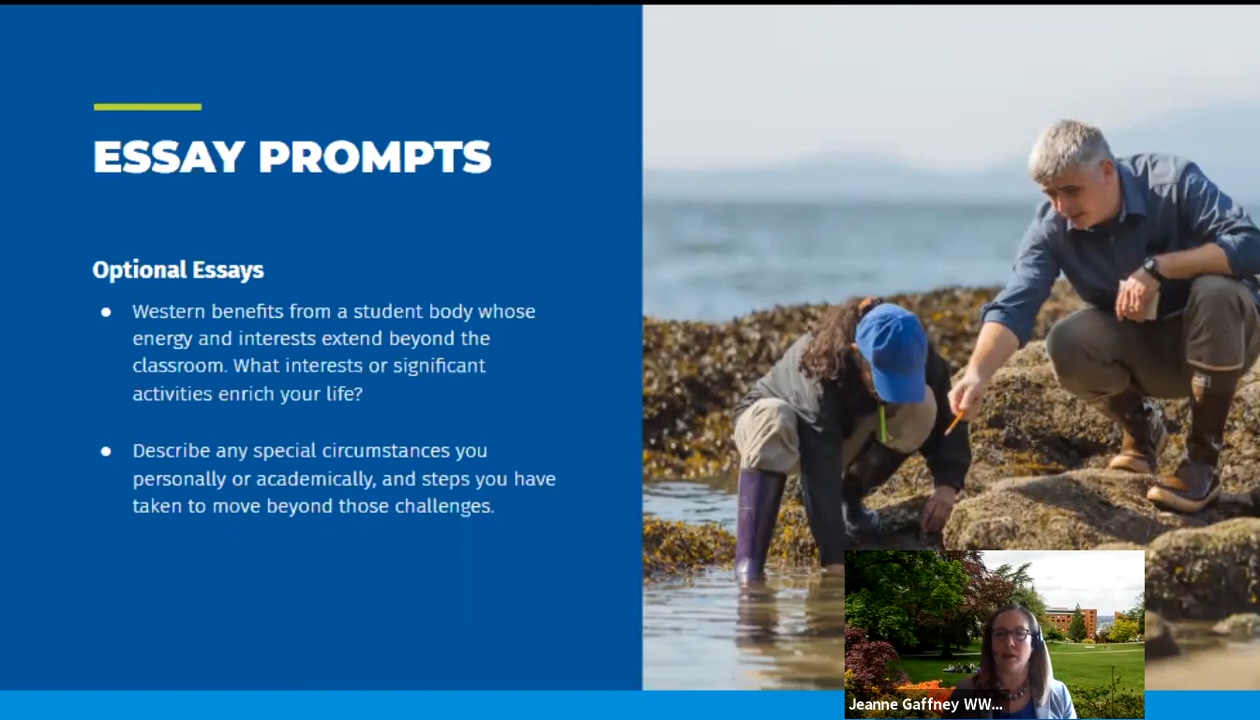 ESSAY PROMPTS
Optional Essays
● Western benefits from a student body whose
energy and interests extend beyond the
classroom. What interests or significant
activities enrich your life?
● Describe any special circumstances you
personally or academically, and steps you have
taken to move beyond those challenges.
Jeanne Gaffney WW...